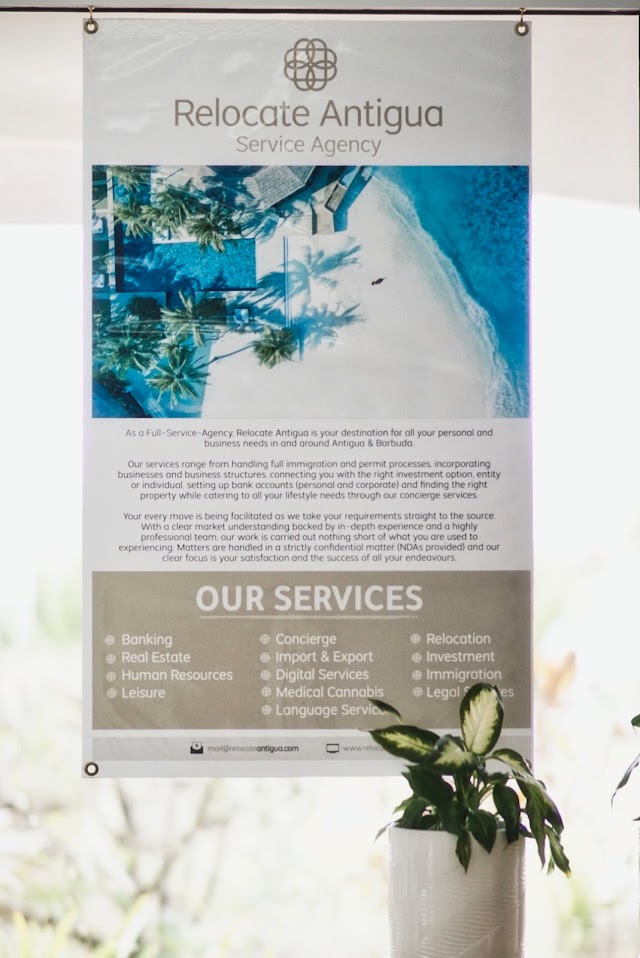 Relocate Antigua
Service Agency
As a Full-Service-Agency, Relocate Antigua is your destination for all your personal and
business needs in and around Antigua & Barbuda.
Our services range from handling full immigration and permit processes, incorporating
businesses and business structures, connecting you with the right investment option, entity
or individual, setting up bank accounts (personal and corporate) and finding the right
property while catering to all your lifestyle needs through our concierge services.
Your every move is being facilitated as we take your requirements straight to the source.
With a clear market understanding backed by in-depth experience and a highly
professional team, our work is carried out nothing short of what you are used to
experiencing. Matters are handled in a strictly confidential matter (NDAs provided) and our
clear focus is your satisfaction and the success of all your endeavours.
OUR SERVICES
Banking
Real Estate
Human Resources
Leisure
Concierge
Import & Export
Digital Services
Medical Cannabis
Language
Relocation
Investment
Immigration
Legal
mail@relocateantigua.com